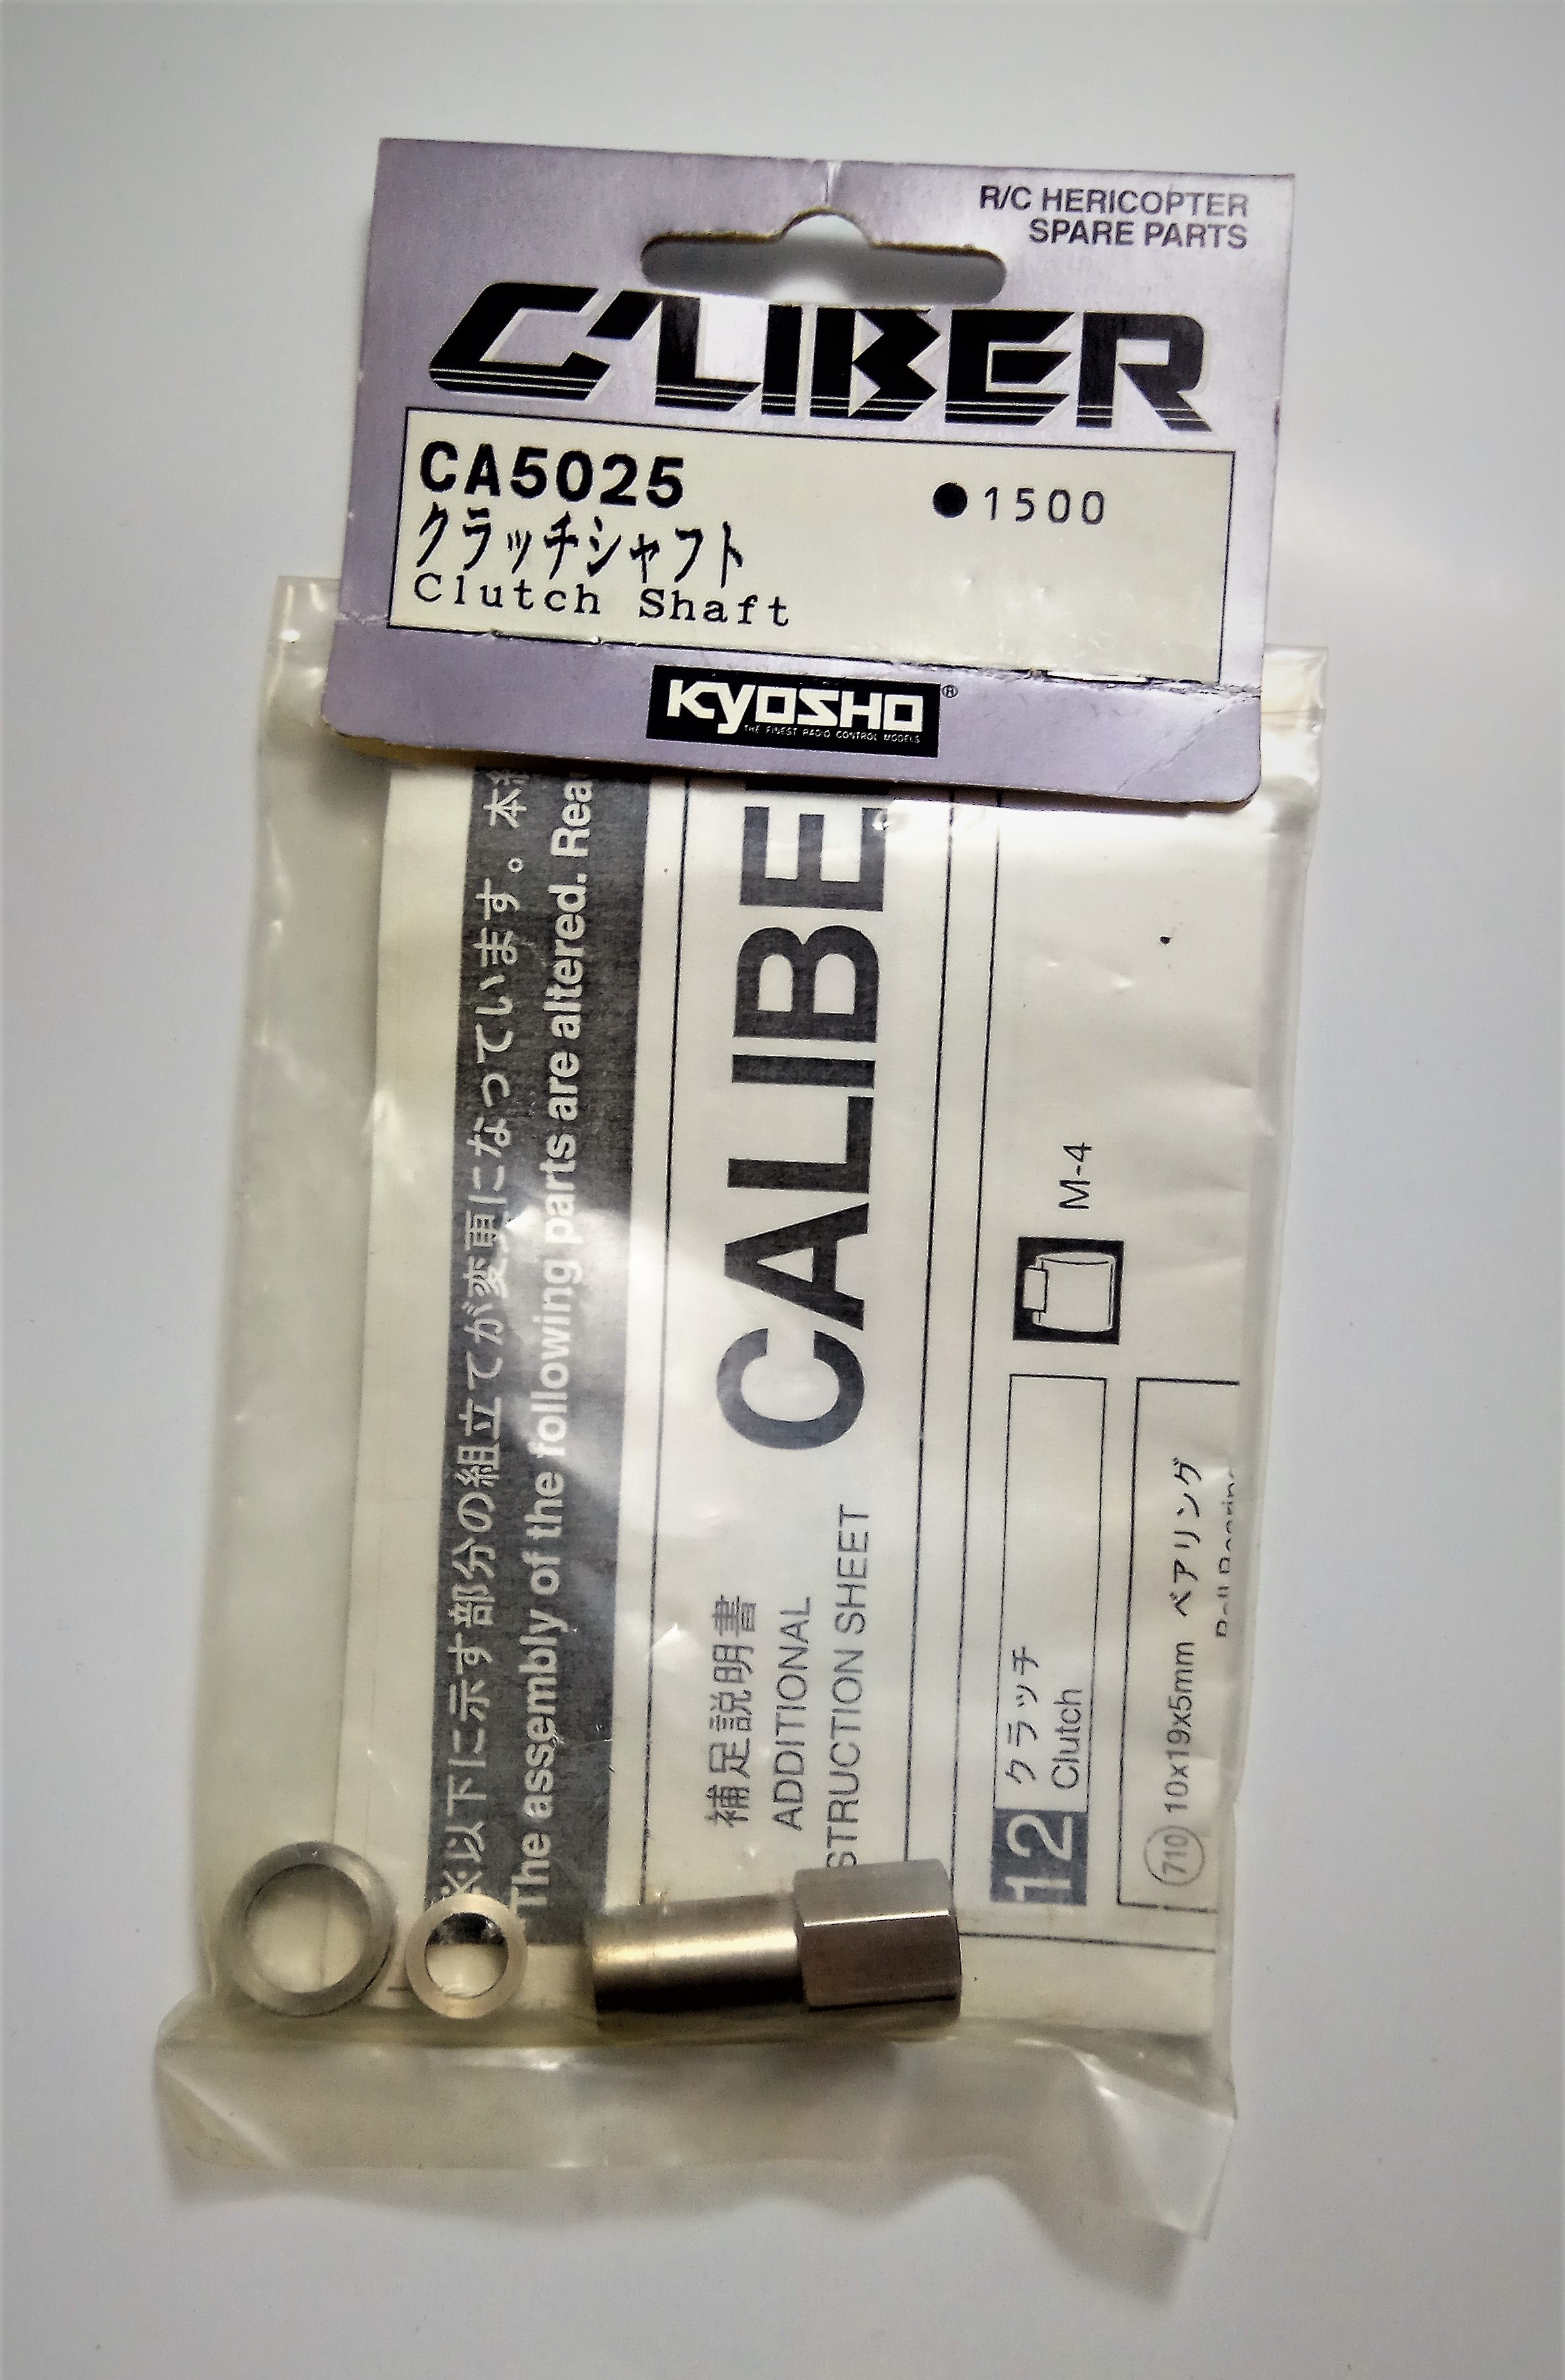 R/C HERICOPTER
SPARE PARTS
C'LIBER
CA5025
●1500
クラッチシャフト
Clutch Shaft
KYOSHO®
THE FINEST RADIO CONTROL MODELS
※以下に示す部分の組立てが変更になっています。本
The assembly of the following parts are altered. Rea
補足説明書
ADDITIONAL
STRUCTION SHEET
CALIBE
12
クラッチ
Clutch
M-4
710 10x19x5mm ベアリング
Ball Bearing